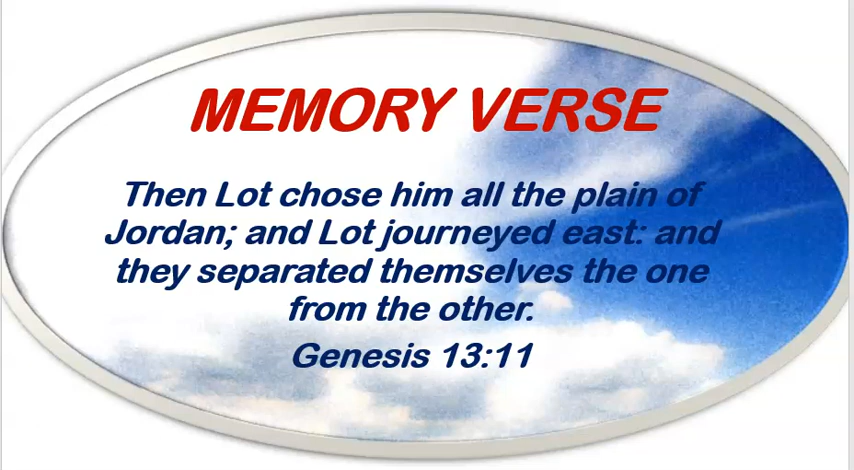 MEMORY VERSE
Then Lot chose him all the plain of
Jordan; and Lot journeyed east: and
they separated themselves the one
from the other.
Genesis 13:11